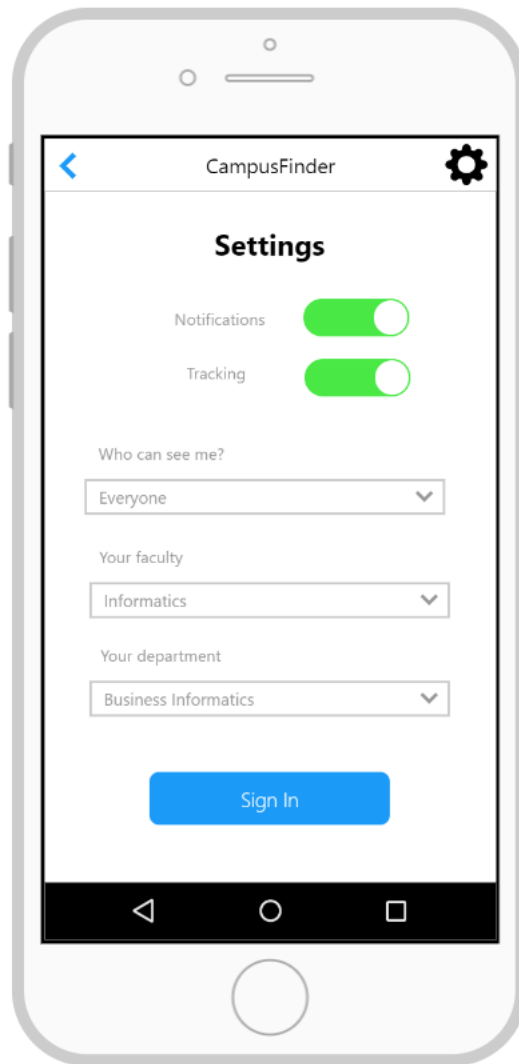 CampusFinder
Settings
Notifications
Tracking
Who can see me?
Everyone
Your faculty
Informatics
Your department
Business Informatics
Sign In